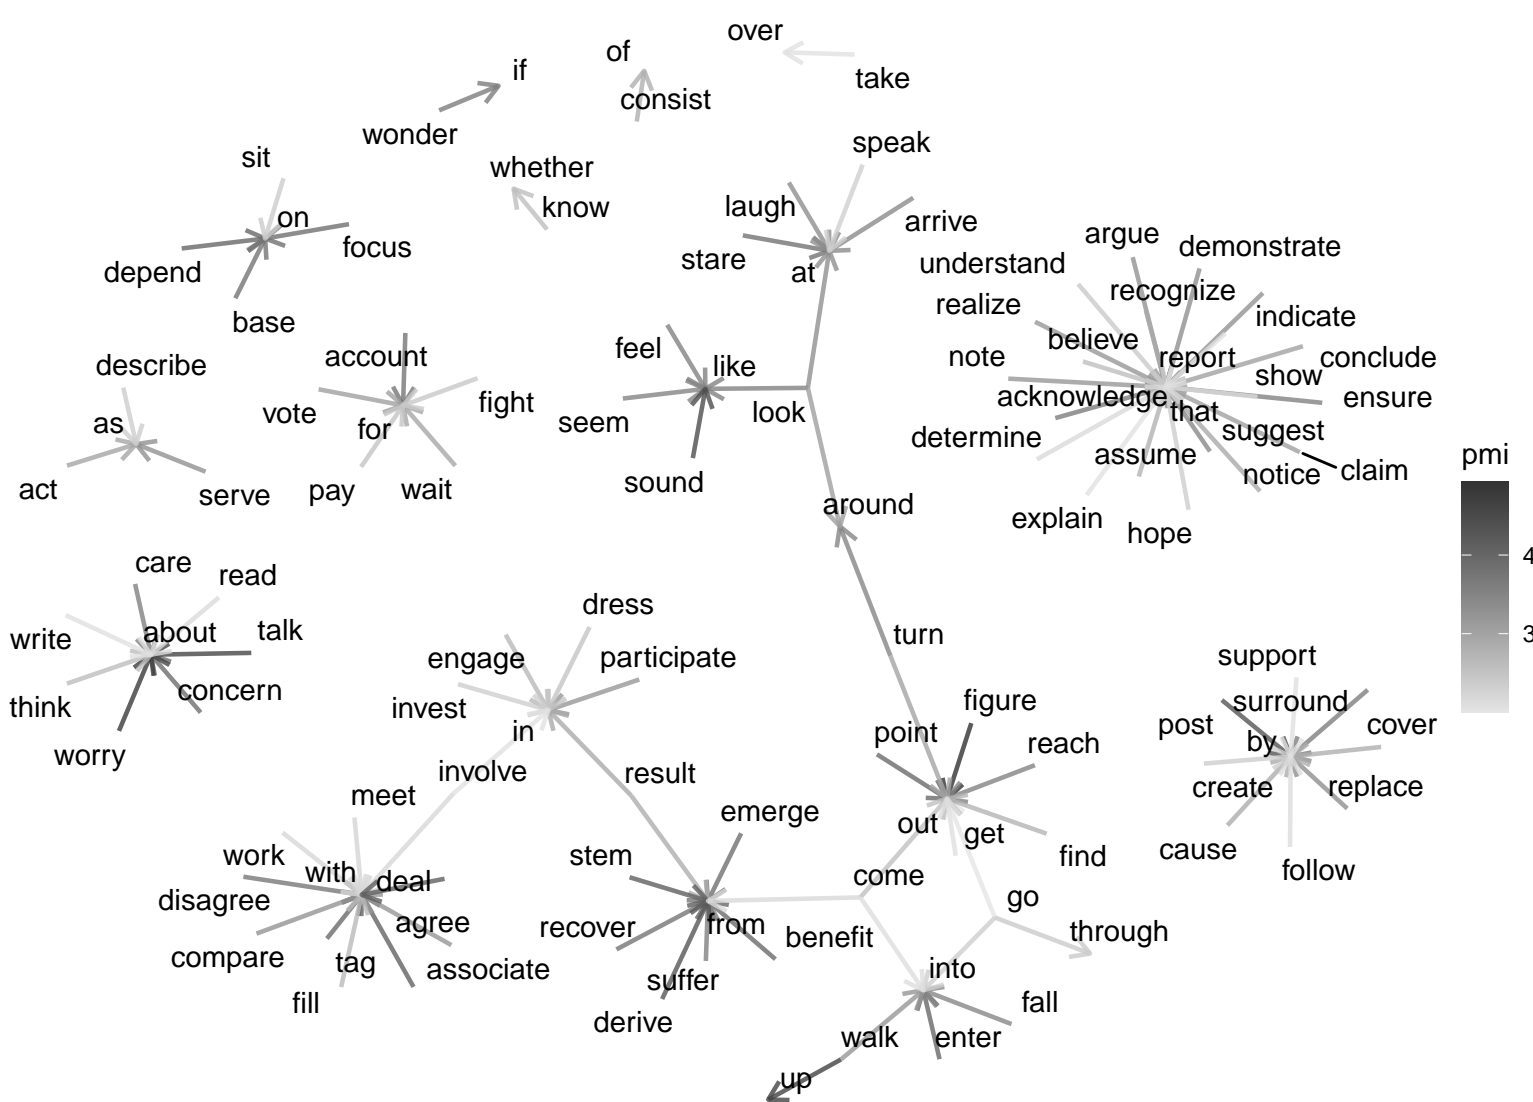 over
of
if
take
consist
wonder
speak
sit
whether
laugh
know
on
arrive
argue
demonstrate
focus
stare
understand
depend
at
recognize
realize
indicate
base
believe
feel
account
note
report
conclude
describe
like
show
acknowledge
ensure
vote
fight
look
that
seem
as
for
determine
suggest
assume
pmi
claim
notice
sound
act
serve
pay
wait
around
explain
hope
4
care
read
dress
3
write
about
talk
turn
engage
participate
support
think
concern
invest
figure
surround
post
cover
worry
in
point
reach
by
involve
result
create
replace
meet
emerge
out
get
work
stem
find
cause
with
deal
come
follow
disagree
go
agree
recover
from
benefit
through
compare
tag
associate
into
suffer
fill
fall
derive
walk
enter
up